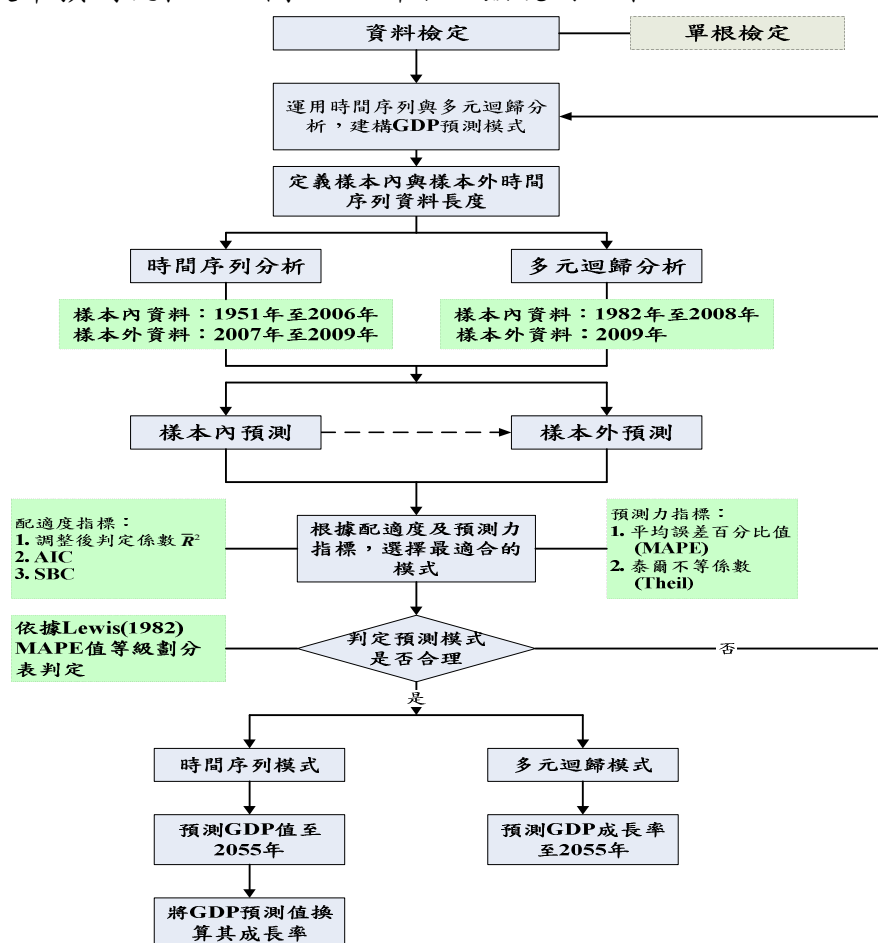 資料檢定
單根檢定
運用時間序列與多元迴歸分
析，建構GDP預測模式
定義樣本內與樣本外時間
序列資料長度
時間序列分析
多元迴歸分析
樣本內資料：1951年至2006年
樣本外資料：2007年至2009年
樣本內資料：1982年至2008年
樣本外資料：2009年
樣本內預測
樣本外預測
配適度指標：
1. 調整後判定係數 R̅²
2. AIC
3. SBC
根據配適度及預測力
指標，選擇最適合的
模式
預測力指標：
1. 平均誤差百分比值
(MAPE)
2. 泰爾不等係數
(Theil)
依據Lewis(1982)
MAPE值等級劃分
表判定
判定預測模式
是否合理
否
是
時間序列模式
多元迴歸模式
預測GDP值至
2055年
預測GDP成長率
至2055年
將GDP預測值換
算其成長率